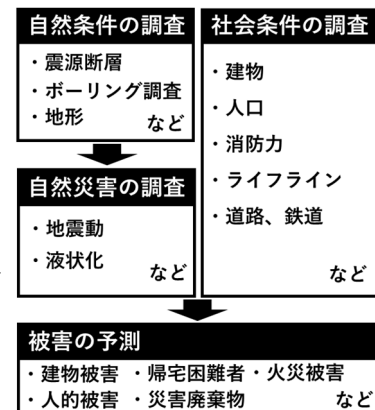 自然条件の調査
・震源断層
・ボーリング調査
・地形
など
社会条件の調査
・建物
・人口
・消防力
・ライフライン
・道路、鉄道
など
自然災害の調査
・地震動
・液状化
など
被害の予測
・建物被害 ・帰宅困難者・火災被害
・人的被害 ・災害廃棄物 など